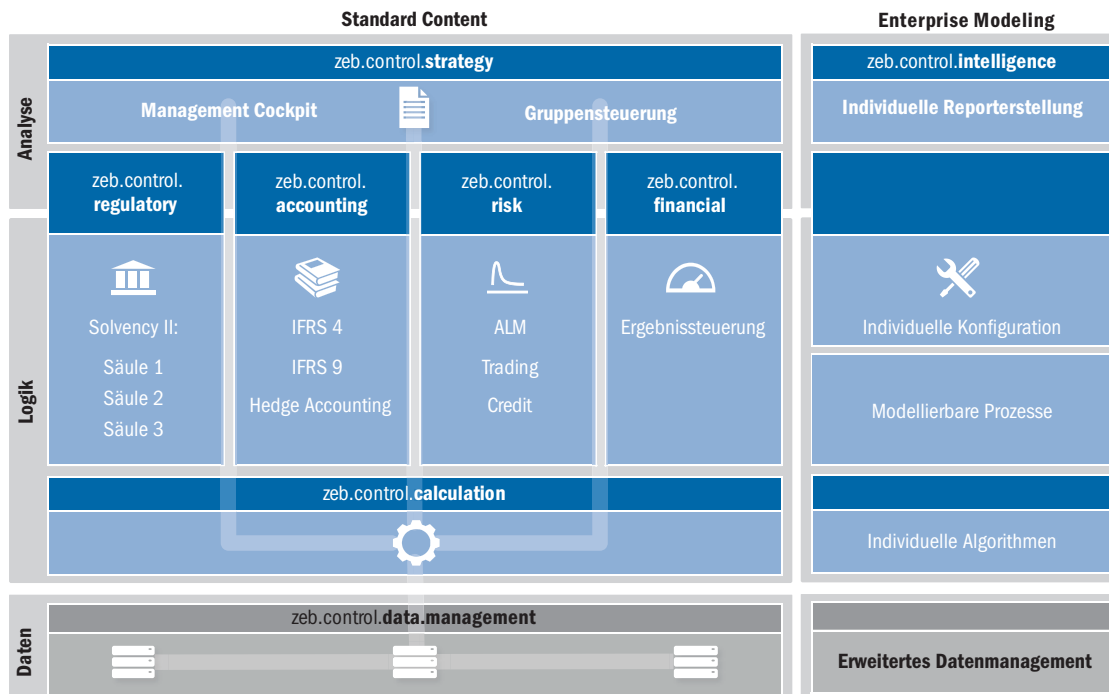 Standard Content
Enterprise Modeling
Analyse
zeb.control.strategy
Management Cockpit
Gruppensteuerung
zeb.control.intelligence
Individuelle Reporterstellung
zeb.control.
regulatory
zeb.control.
accounting
zeb.control.
risk
zeb.control.
financial
Logik
Solvency II:
Säule 1
Säule 2
Säule 3
IFRS 4
IFRS 9
Hedge Accounting
ALM
Trading
Credit
Ergebnissteuerung
Individuelle Konfiguration
Modellierbare Prozesse
zeb.control.calculation
Individuelle Algorithmen
Daten
zeb.control.data.management
Erweitertes Datenmanagement